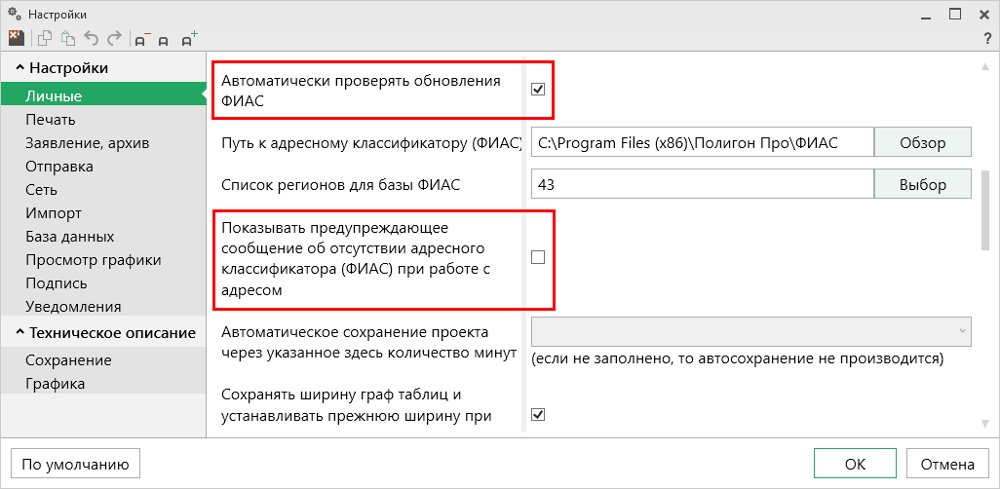 Настройки
?
Настройки
Личные
Печать
Заявление, архив
Отправка
Сеть
Импорт
База данных
Просмотр графики
Подпись
Уведомления
Техническое описание
Сохранение
Графика
Автоматически проверять обновления
ФИАС
Путь к адресному классификатору (ФИАС)
C:\Program Files (x86)\Полигон Про\ФИАС
Обзор
Список регионов для базы ФИАС
43
Выбор
Показывать предупреждающее
сообщение об отсутствии адресного
классификатора (ФИАС) при работе с
адресом
Автоматическое сохранение проекта
через указанное здесь количество минут
(если не заполнено, то автосохранение не производится)
Сохранять ширину граф таблиц и
устанавливать прежнюю ширину при
По умолчанию
ОК
Отмена